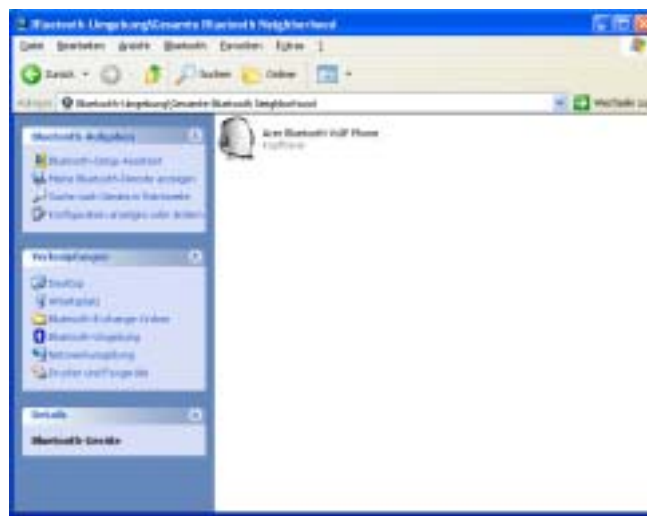 Bluetooth-Umgebung\Gesamte Bluetooth Neighborhood
Datei Bearbeiten Ansicht Bluetooth Favoriten Extras ?
Zurück Suchen Ordner
Adresse Bluetooth-Umgebung\Gesamte Bluetooth Neighborhood Wechseln zu
Bluetooth-Aufgaben
Bluetooth-Setup-Assistent
Meine Bluetooth-Dienste anzeigen
Suche nach Geräten in Reichweite
Konfiguration anzeigen oder ändern
Acer Bluetooth VoIP Phone
Kopfhörer
Verknüpfungen
Desktop
Arbeitsplatz
Bluetooth-Exchange-Ordner
Bluetooth-Umgebung
Netzwerkumgebung
Drucker und Faxgeräte
Details
Bluetooth-Geräte